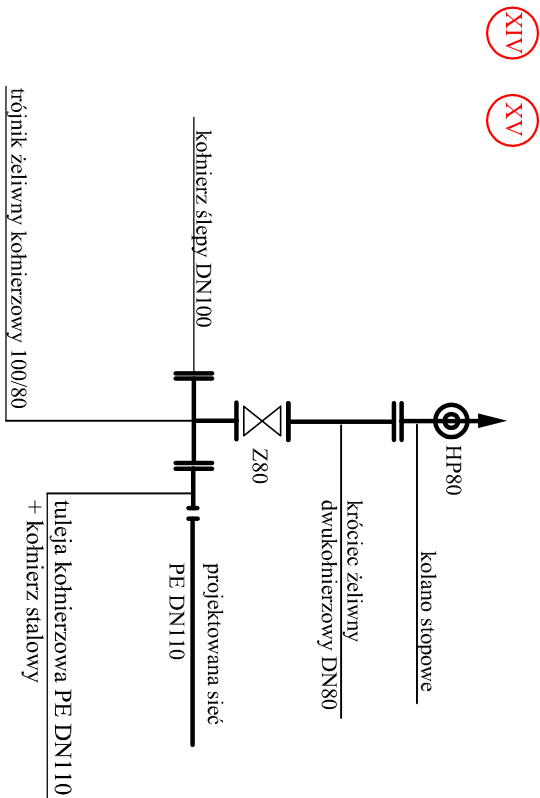 XIV
XV
HP80
kolano stopowe
króciec żeliwny
dwukołnierzowy DN80
Z80
kołnierz ślepy DN100
projektowana sieć
PE DN110
trójnik żeliwny kołnierzowy 100/80
tuleja kołnierzowa PE DN110
+ kołnierz stalowy